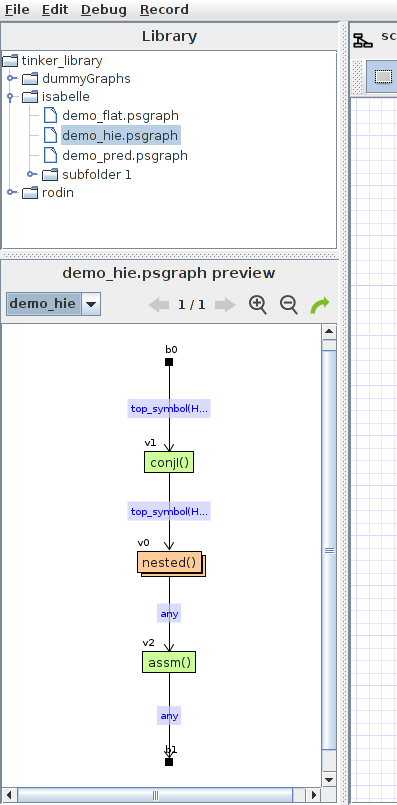 File Edit Debug Record
Library
sc
tinker_library
dummyGraphs
isabelle
demo_flat.psgraph
demo_hie.psgraph
demo_pred.psgraph
subfolder 1
rodin
demo_hie.psgraph preview
demo_hie
1 / 1
b0
top_symbol(H...
v1
conjI()
top_symbol(H...
v0
nested()
any
v2
assm()
any
b1